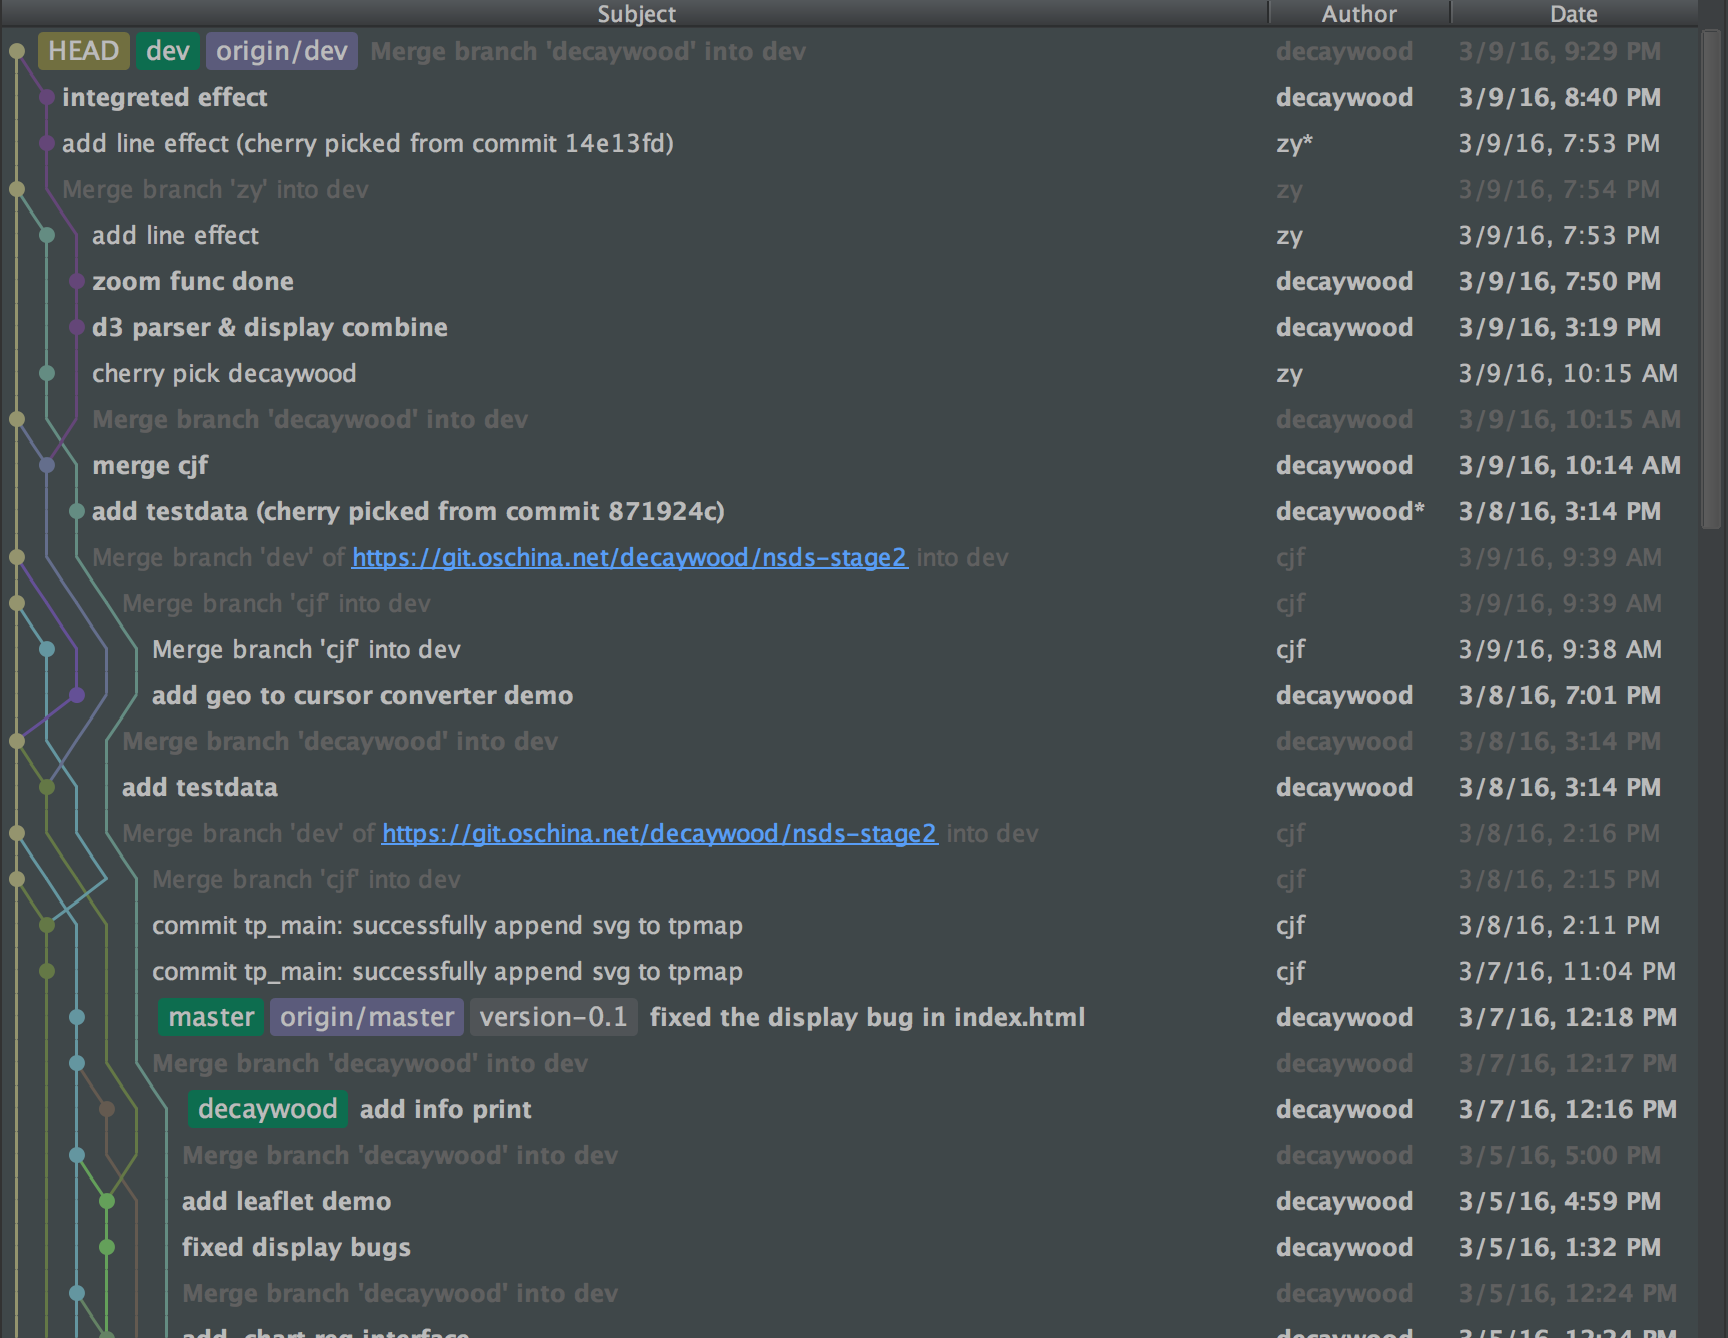 Subject Author Date
HEAD dev origin/dev Merge branch 'decaywood' into dev decaywood 3/9/16, 9:29 PM
integreted effect decaywood 3/9/16, 8:40 PM
add line effect (cherry picked from commit 14e13fd) zy* 3/9/16, 7:53 PM
Merge branch 'zy' into dev zy 3/9/16, 7:54 PM
add line effect zy 3/9/16, 7:53 PM
zoom func done decaywood 3/9/16, 7:50 PM
d3 parser & display combine decaywood 3/9/16, 3:19 PM
cherry pick decaywood zy 3/9/16, 10:15 AM
Merge branch 'decaywood' into dev decaywood 3/9/16, 10:15 AM
merge cjf decaywood 3/9/16, 10:14 AM
add testdata (cherry picked from commit 871924c) decaywood* 3/8/16, 3:14 PM
Merge branch 'dev' of https://git.oschina.net/decaywood/nsds-stage2 into dev cjf 3/9/16, 9:39 AM
Merge branch 'cjf' into dev cjf 3/9/16, 9:39 AM
Merge branch 'cjf' into dev cjf 3/9/16, 9:38 AM
add geo to cursor converter demo decaywood 3/8/16, 7:01 PM
Merge branch 'decaywood' into dev decaywood 3/8/16, 3:14 PM
add testdata decaywood 3/8/16, 3:14 PM
Merge branch 'dev' of https://git.oschina.net/decaywood/nsds-stage2 into dev cjf 3/8/16, 2:16 PM
Merge branch 'cjf' into dev cjf 3/8/16, 2:15 PM
commit tp_main: successfully append svg to tpmap cjf 3/8/16, 2:11 PM
commit tp_main: successfully append svg to tpmap cjf 3/7/16, 11:04 PM
master origin/master version-0.1 fixed the display bug in index.html decaywood 3/7/16, 12:18 PM
Merge branch 'decaywood' into dev decaywood 3/7/16, 12:17 PM
decaywood add info print decaywood 3/7/16, 12:16 PM
Merge branch 'decaywood' into dev decaywood 3/5/16, 5:00 PM
add leaflet demo decaywood 3/5/16, 4:59 PM
fixed display bugs decaywood 3/5/16, 1:32 PM
Merge branch 'decaywood' into dev decaywood 3/5/16, 12:24 PM
add chart req interface decaywood 3/5/16, 12:24 PM